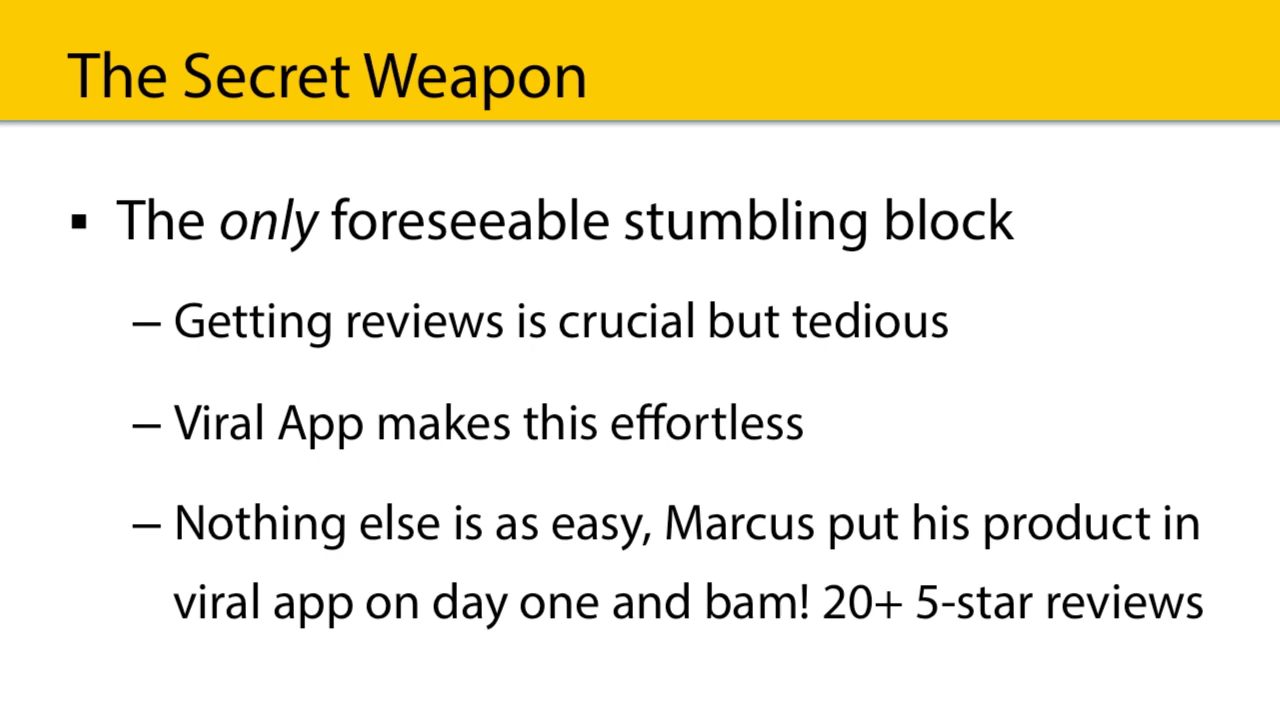 The Secret Weapon
▪ The only foreseeable stumbling block
– Getting reviews is crucial but tedious
– Viral App makes this effortless
– Nothing else is as easy, Marcus put his product in
viral app on day one and bam! 20+ 5-star reviews